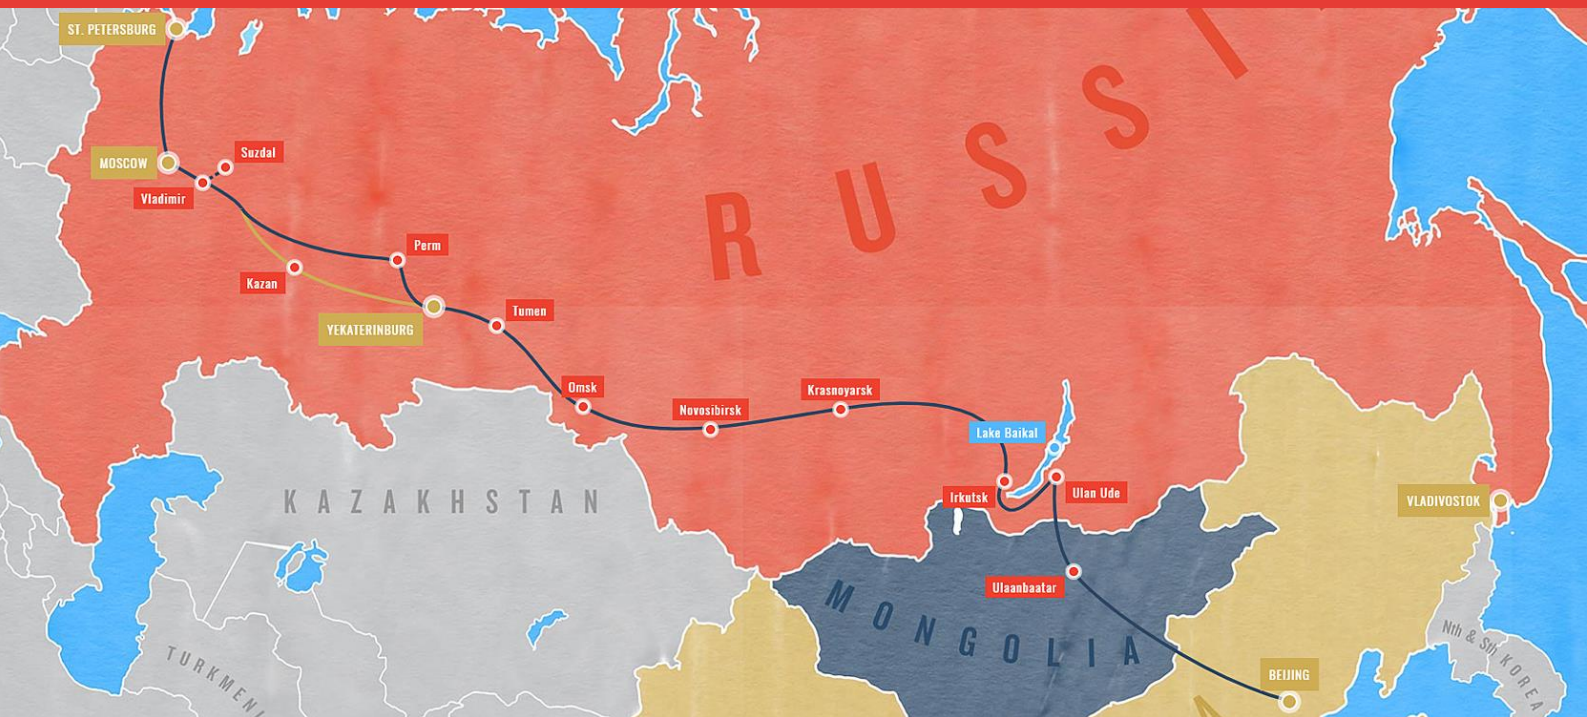 ST. PETERSBURG
MOSCOW
Suzdal
Vladimir
RUSSI
Perm
Kazan
YEKATERINBURG
Tumen
Omsk
Novosibirsk
Krasnoyarsk
Lake Baikal
Irkutsk
Ulan Ude
VLADIVOSTOK
KAZAKHSTAN
Ulaanbaatar
MONGOLIA
TURKMENI
Nth & Sth KOREA
BEIJING
A